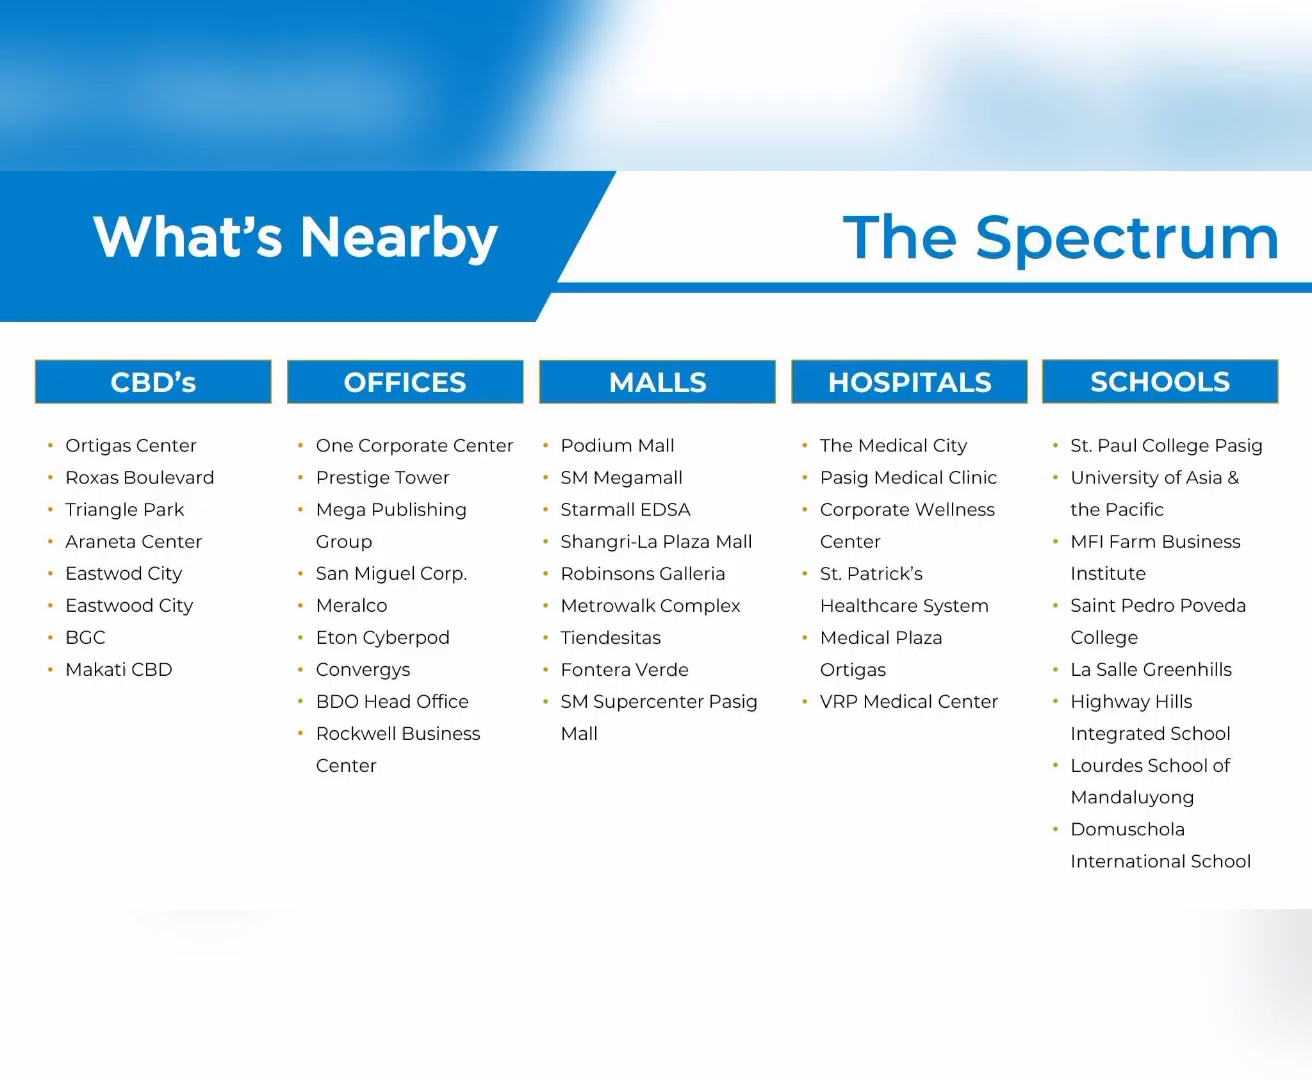 What's Nearby
The Spectrum
CBD's
• Ortigas Center
• Roxas Boulevard
• Triangle Park
• Araneta Center
• Eastwod City
• Eastwood City
• BGC
• Makati CBD
OFFICES
• One Corporate Center
• Prestige Tower
• Mega Publishing
Group
• San Miguel Corp.
• Meralco
• Eton Cyberpod
• Convergys
• BDO Head Office
• Rockwell Business
Center
MALLS
• Podium Mall
• SM Megamall
• Starmall EDSA
• Shangri-La Plaza Mall
• Robinsons Galleria
• Metrowalk Complex
• Tiendesitas
• Fontera Verde
• SM Supercenter Pasig
Mall
HOSPITALS
• The Medical City
• Pasig Medical Clinic
• Corporate Wellness
Center
• St. Patrick's
Healthcare System
• Medical Plaza
Ortigas
• VRP Medical Center
SCHOOLS
• St. Paul College Pasig
• University of Asia &
the Pacific
• MFI Farm Business
Institute
• Saint Pedro Poveda
College
• La Salle Greenhills
• Highway Hills
Integrated School
• Lourdes School of
Mandaluyong
• Domuschola
International School